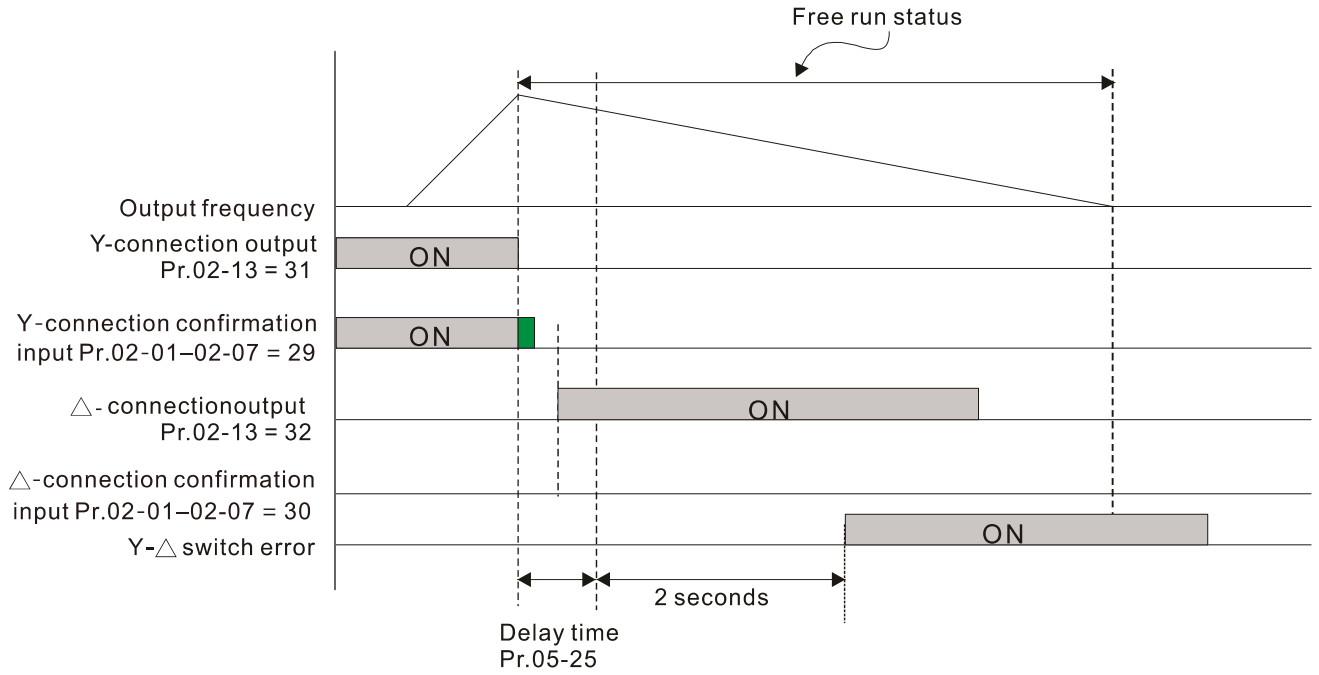 Free run status
Output frequency
Y-connection output
Pr.02-13 = 31
ON
Y-connection confirmation
input Pr.02-01–02-07 = 29
ON
△- connectionoutput
Pr.02-13 = 32
ON
△-connection confirmation
input Pr.02-01–02-07 = 30
Y-△ switch error
ON
2 seconds
Delay time
Pr.05-25